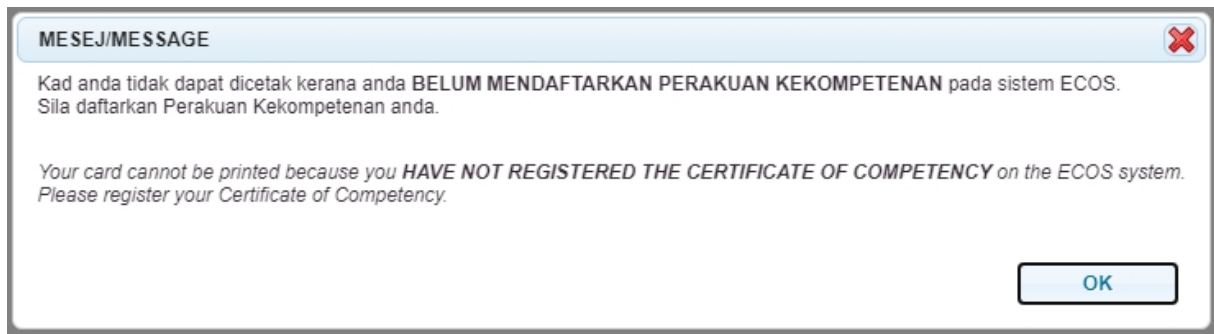 MESEJ/MESSAGE
Kad anda tidak dapat dicetak kerana anda BELUM MENDAFTARKAN PERAKUAN KEKOMPETENAN pada sistem ECOS.
Sila daftarkan Perakuan Kekompetenan anda.
Your card cannot be printed because you HAVE NOT REGISTERED THE CERTIFICATE OF COMPETENCY on the ECOS system.
Please register your Certificate of Competency.
OK